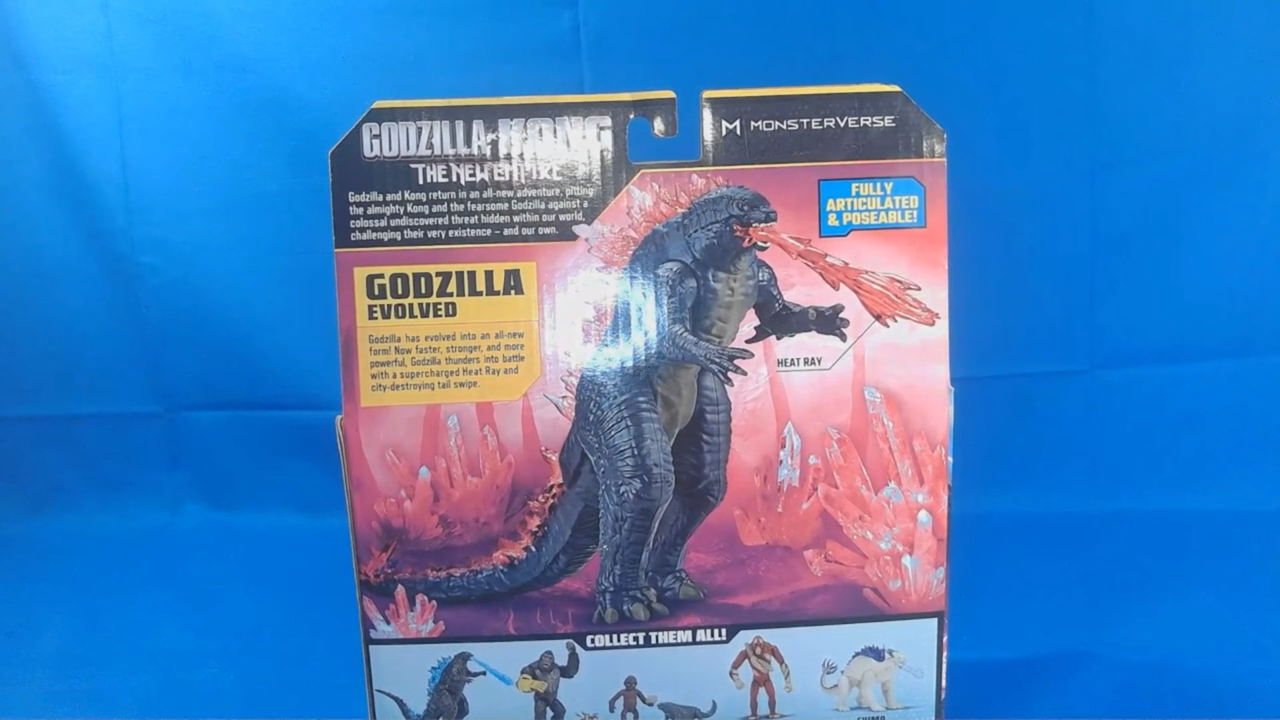 GODZILLA x KONG
THE NEW EMPIRE
Godzilla and Kong return in an all-new adventure, pitting
the almighty Kong and the fearsome Godzilla against a
colossal undiscovered threat hidden within our world,
challenging their very existence – and our own.
MONSTERVERSE
FULLY
ARTICULATED
& POSEABLE!
GODZILLA
EVOLVED
Godzilla has evolved into an all-new
form! Now faster, stronger, and more
powerful, Godzilla thunders into battle
with a supercharged Heat Ray and
city-destroying tail swipe.
HEAT RAY
COLLECT THEM ALL!